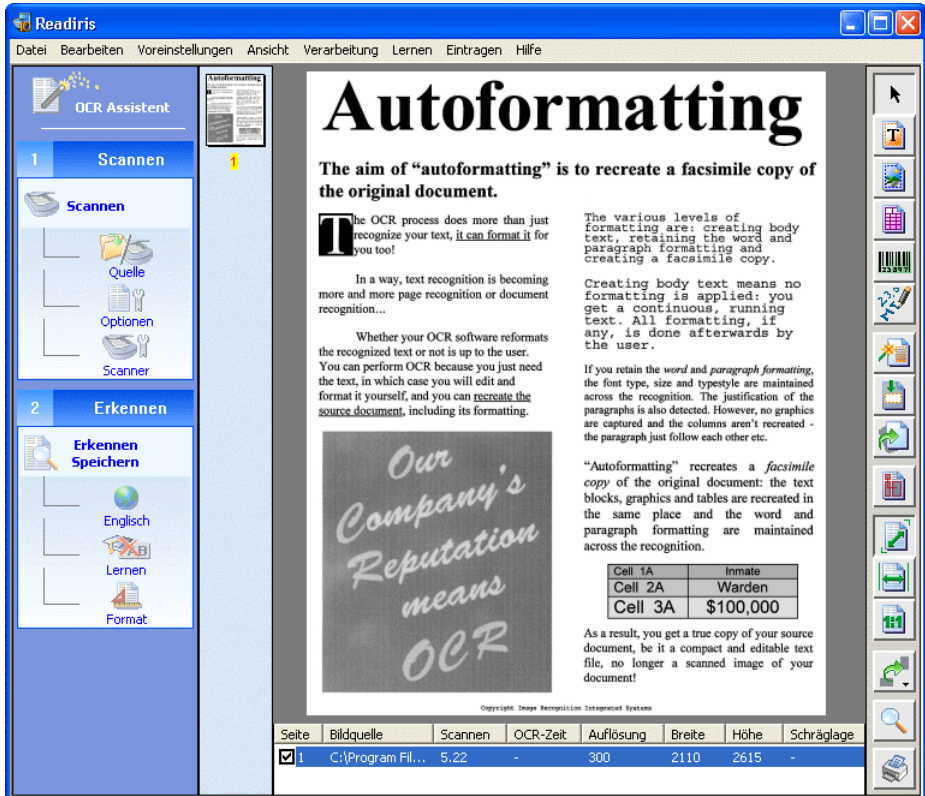 Readiris
Datei Bearbeiten Voreinstellungen Ansicht Verarbeitung Lernen Eintragen Hilfe
OCR Assistent
1 Scannen
Scannen
Quelle
Optionen
Scanner
2 Erkennen
Erkennen
Speichern
Englisch
Lernen
Format
Autoformatting
1
Autoformatting
The aim of “autoformatting” is to recreate a facsimile copy of
the original document.
The OCR process does more than just
recognize your text, it can format it for
you too!
In a way, text recognition is becoming
more and more page recognition or document
recognition...
Whether your OCR software reformats
the recognized text or not is up to the user.
You can perform OCR because you just need
the text, in which case you will edit and
format it yourself, and you can recreate the
source document, including its formatting.
Our
Company's
Reputation
means
OCR
The various levels of
formatting are: creating body
text, retaining the word and
paragraph formatting and
creating a facsimile copy.
Creating body text means no
formatting is applied: you
get a continuous, running
text. All formatting, if
any, is done afterwards by
the user.
If you retain the word and paragraph formatting,
the font type, size and typestyle are maintained
across the recognition. The justification of the
paragraphs is also detected. However, no graphics
are captured and the columns aren't recreated -
the paragraph just follow each other etc.
“Autoformatting” recreates a facsimile
copy of the original document: the text
blocks, graphics and tables are recreated in
the same place and the word and
paragraph formatting are maintained
across the recognition.
Cell 1A Inmate
Cell 2A Warden
Cell 3A $100,000
As a result, you get a true copy of your source
document, be it a compact and editable text
file, no longer a scanned image of your
document!
Copyright Image Recognition Integrated Systems
Seite Bildquelle Scannen OCR-Zeit Auflösung Breite Höhe Schräglage
1 C:\Program Fil... 5.22 - 300 2110 2615 -
T
1:1